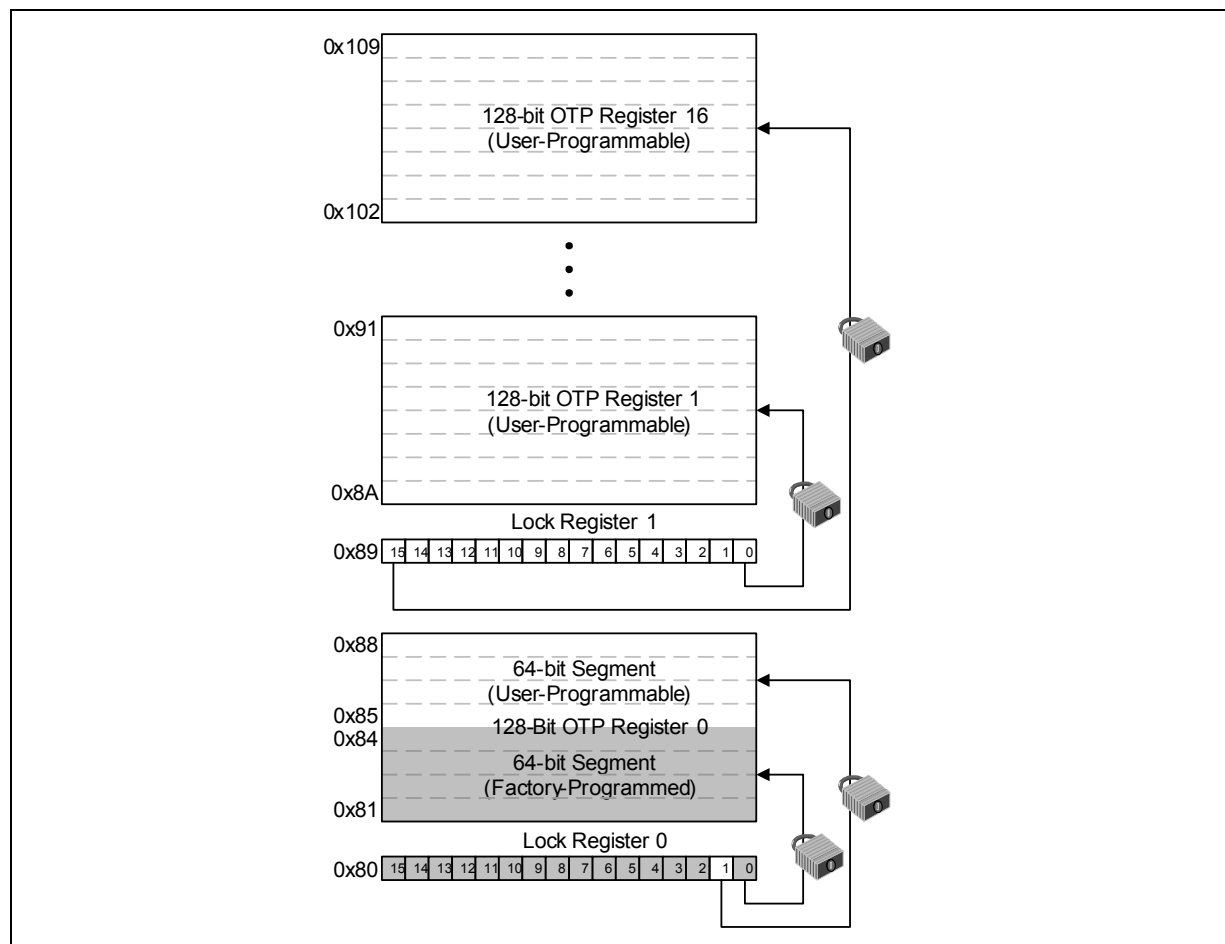 0x109
128-bit OTP Register 16
(User-Programmable)
0x102
0x91
128-bit OTP Register 1
(User-Programmable)
0x8A
Lock Register 1
0x89 15 14 13 12 11 10 9 8 7 6 5 4 3 2 1 0
0x88
64-bit Segment
(User-Programmable)
0x85
128-Bit OTP Register 0
0x84
64-bit Segment
(Factory-Programmed)
0x81
Lock Register 0
0x80 15 14 13 12 11 10 9 8 7 6 5 4 3 2 1 0